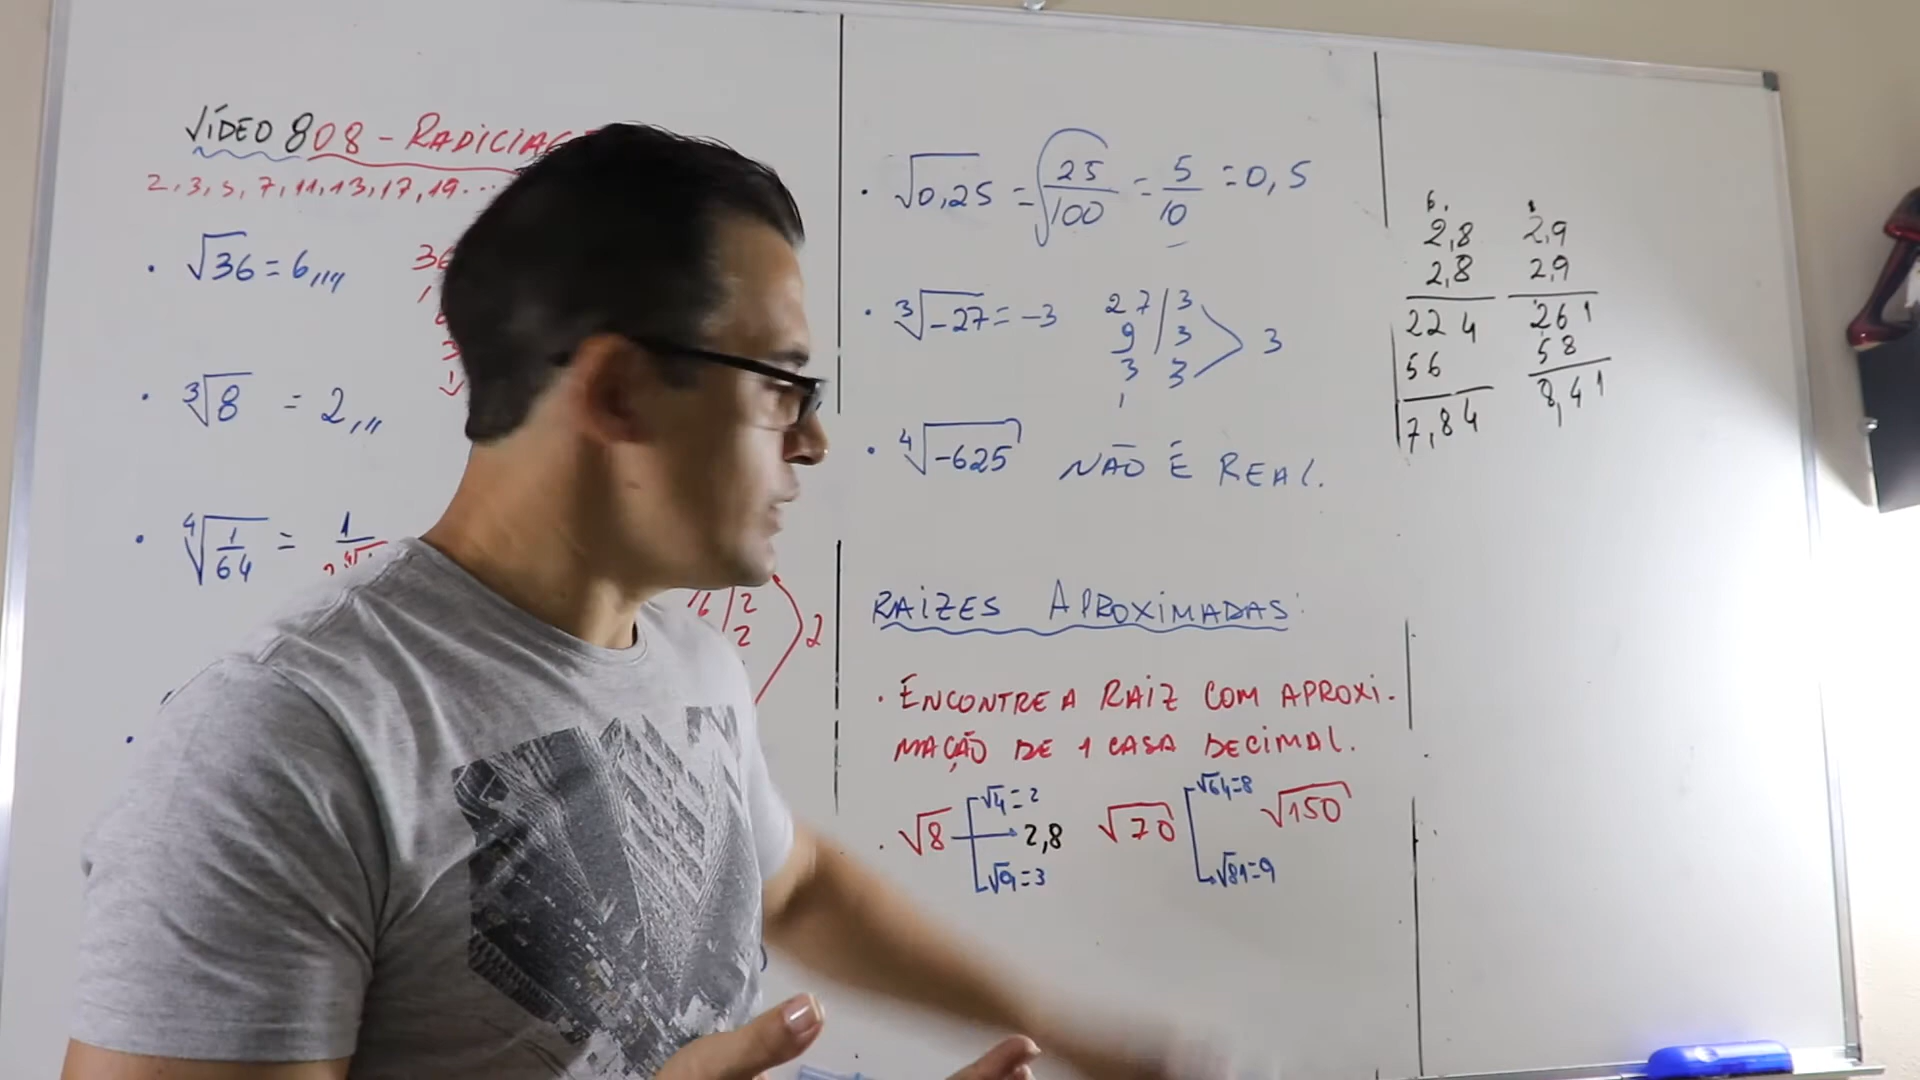 VÍDEO 808 - RADICIAÇ
2, 3, 5, 7, 11, 13, 17, 19...
• √36 = 6,,,,
36
• ³√8 = 2,,,
• ⁴√1/64 = 1
16 | 2
2
2
• √0,25 = √25/100 = 5/10 = 0,5
• ³√-27 = -3
27 | 3
9 | 3
3 3
1
3
• ⁴√-625 NÃO É REAL.
RAIZES APROXIMADAS:
• ENCONTRE A RAIZ COM APROXI-
MAÇÃO DE 1 CASA DECIMAL.
√4=2
√64=8
• √8 → 2,8 √70 √150
√9=3
√81=9
6.
2,8
2,8
224
56
7,84
2,9
2,9
261
58
8,41